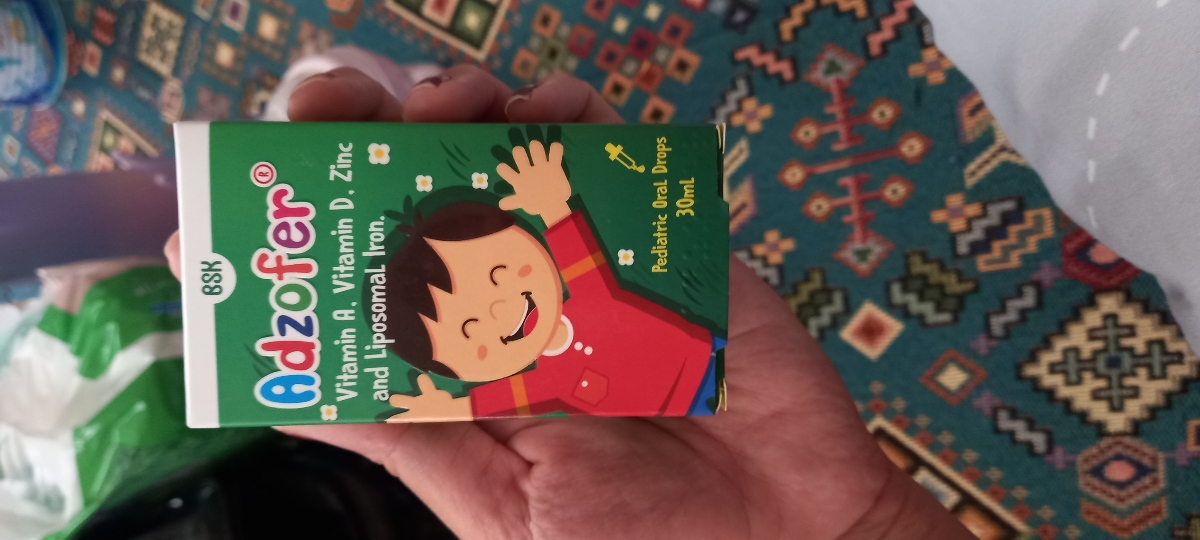 BSK
Adzofer®
Vitamin A, Vitamin D, Zinc
and Liposomal Iron.
Pediatric Oral Drops
30mL